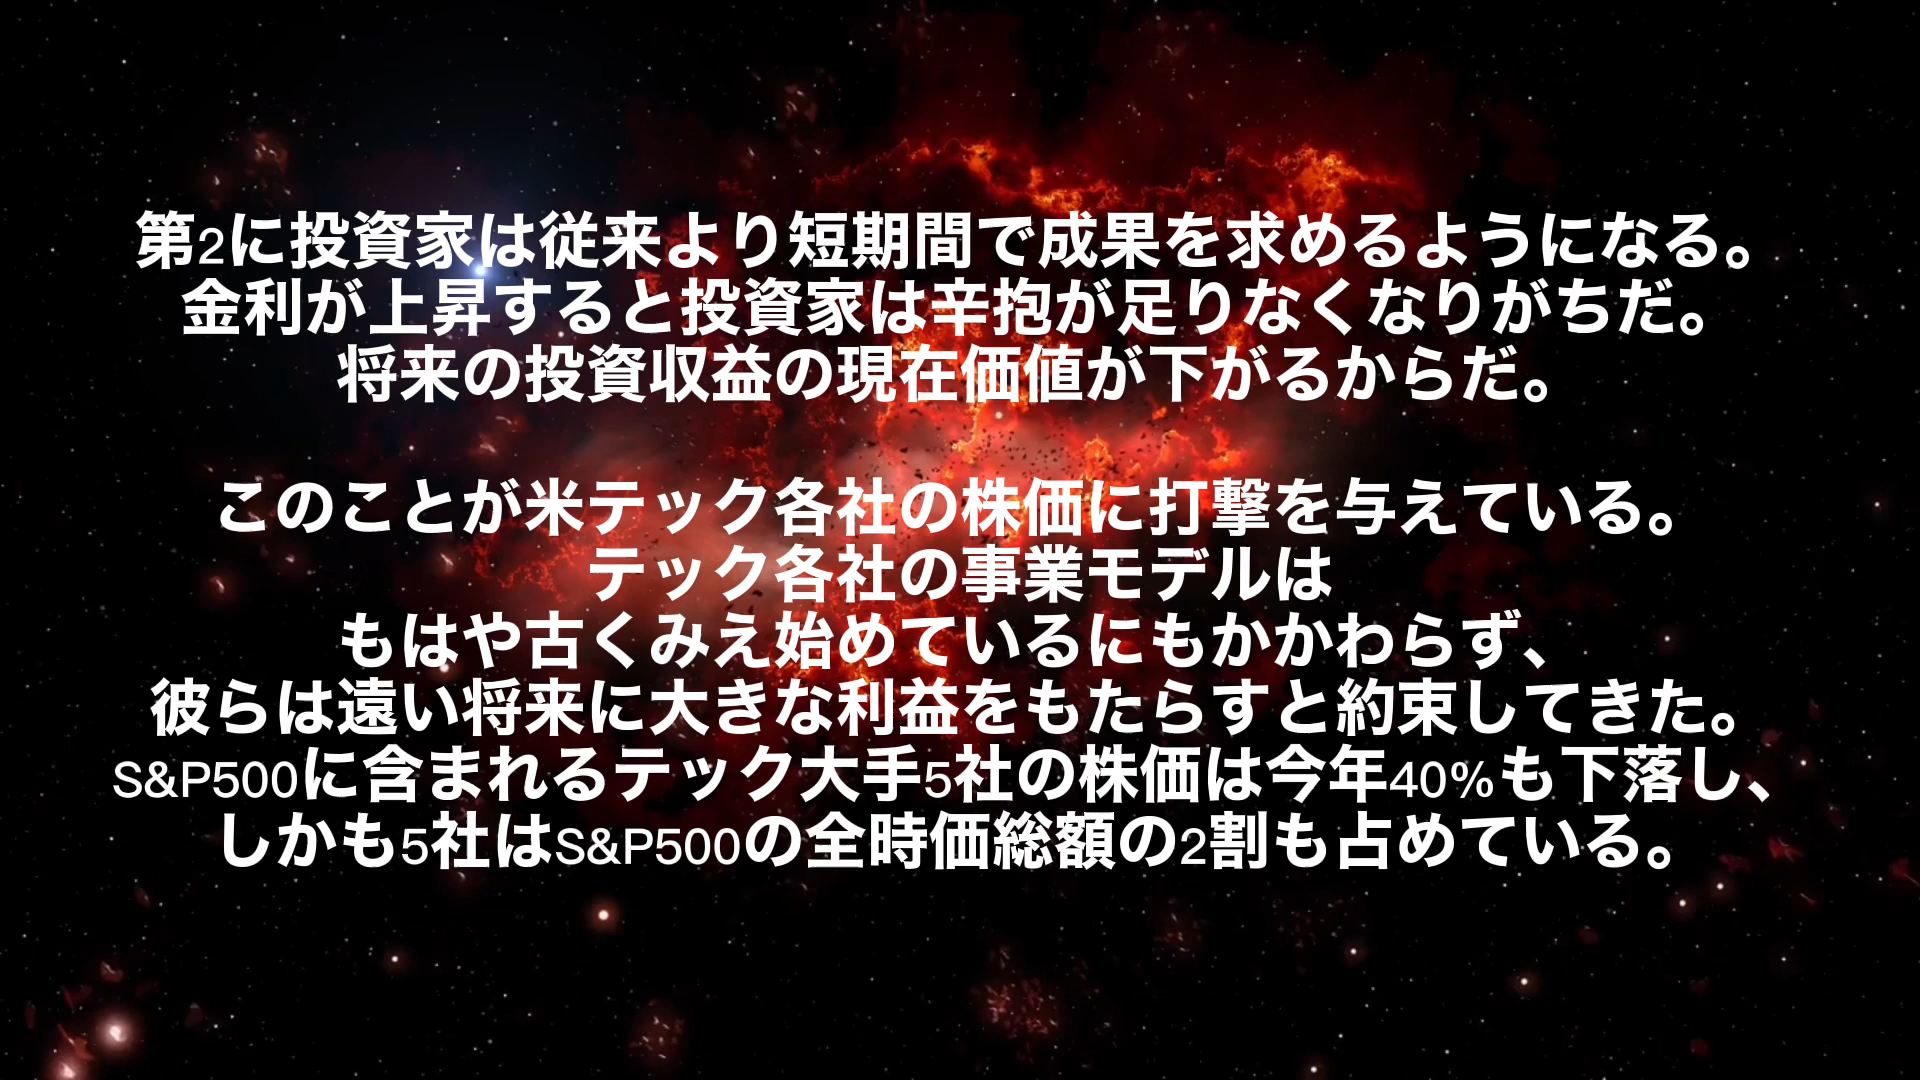 第2に投資家は従来より短期間で成果を求めるようになる。
金利が上昇すると投資家は辛抱が足りなくなりがちだ。
将来の投資収益の現在価値が下がるからだ。
このことが米テック各社の株価に打撃を与えている。
テック各社の事業モデルは
もはや古くみえ始めているにもかかわらず、
彼らは遠い将来に大きな利益をもたらすと約束してきた。
S&P500に含まれるテック大手5社の株価は今年40%も下落し、
しかも5社はS&P500の全時価総額の2割も占めている。